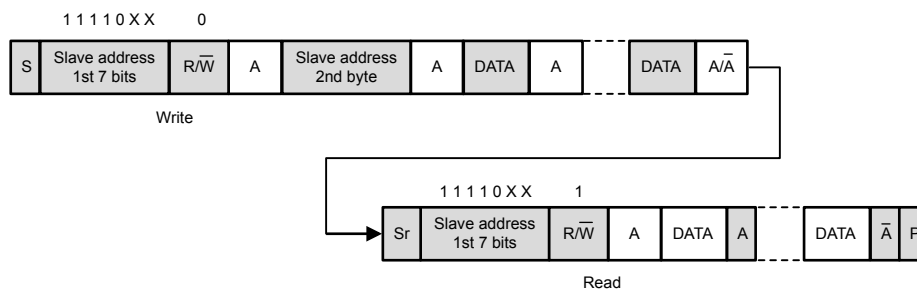 1 1 1 1 0 X X 0
S Slave address 1st 7 bits R/W̅ A Slave address 2nd byte A DATA A DATA A/A̅
Write
1 1 1 1 0 X X 1
Sr Slave address 1st 7 bits R/W̅ A DATA A DATA A̅ P
Read